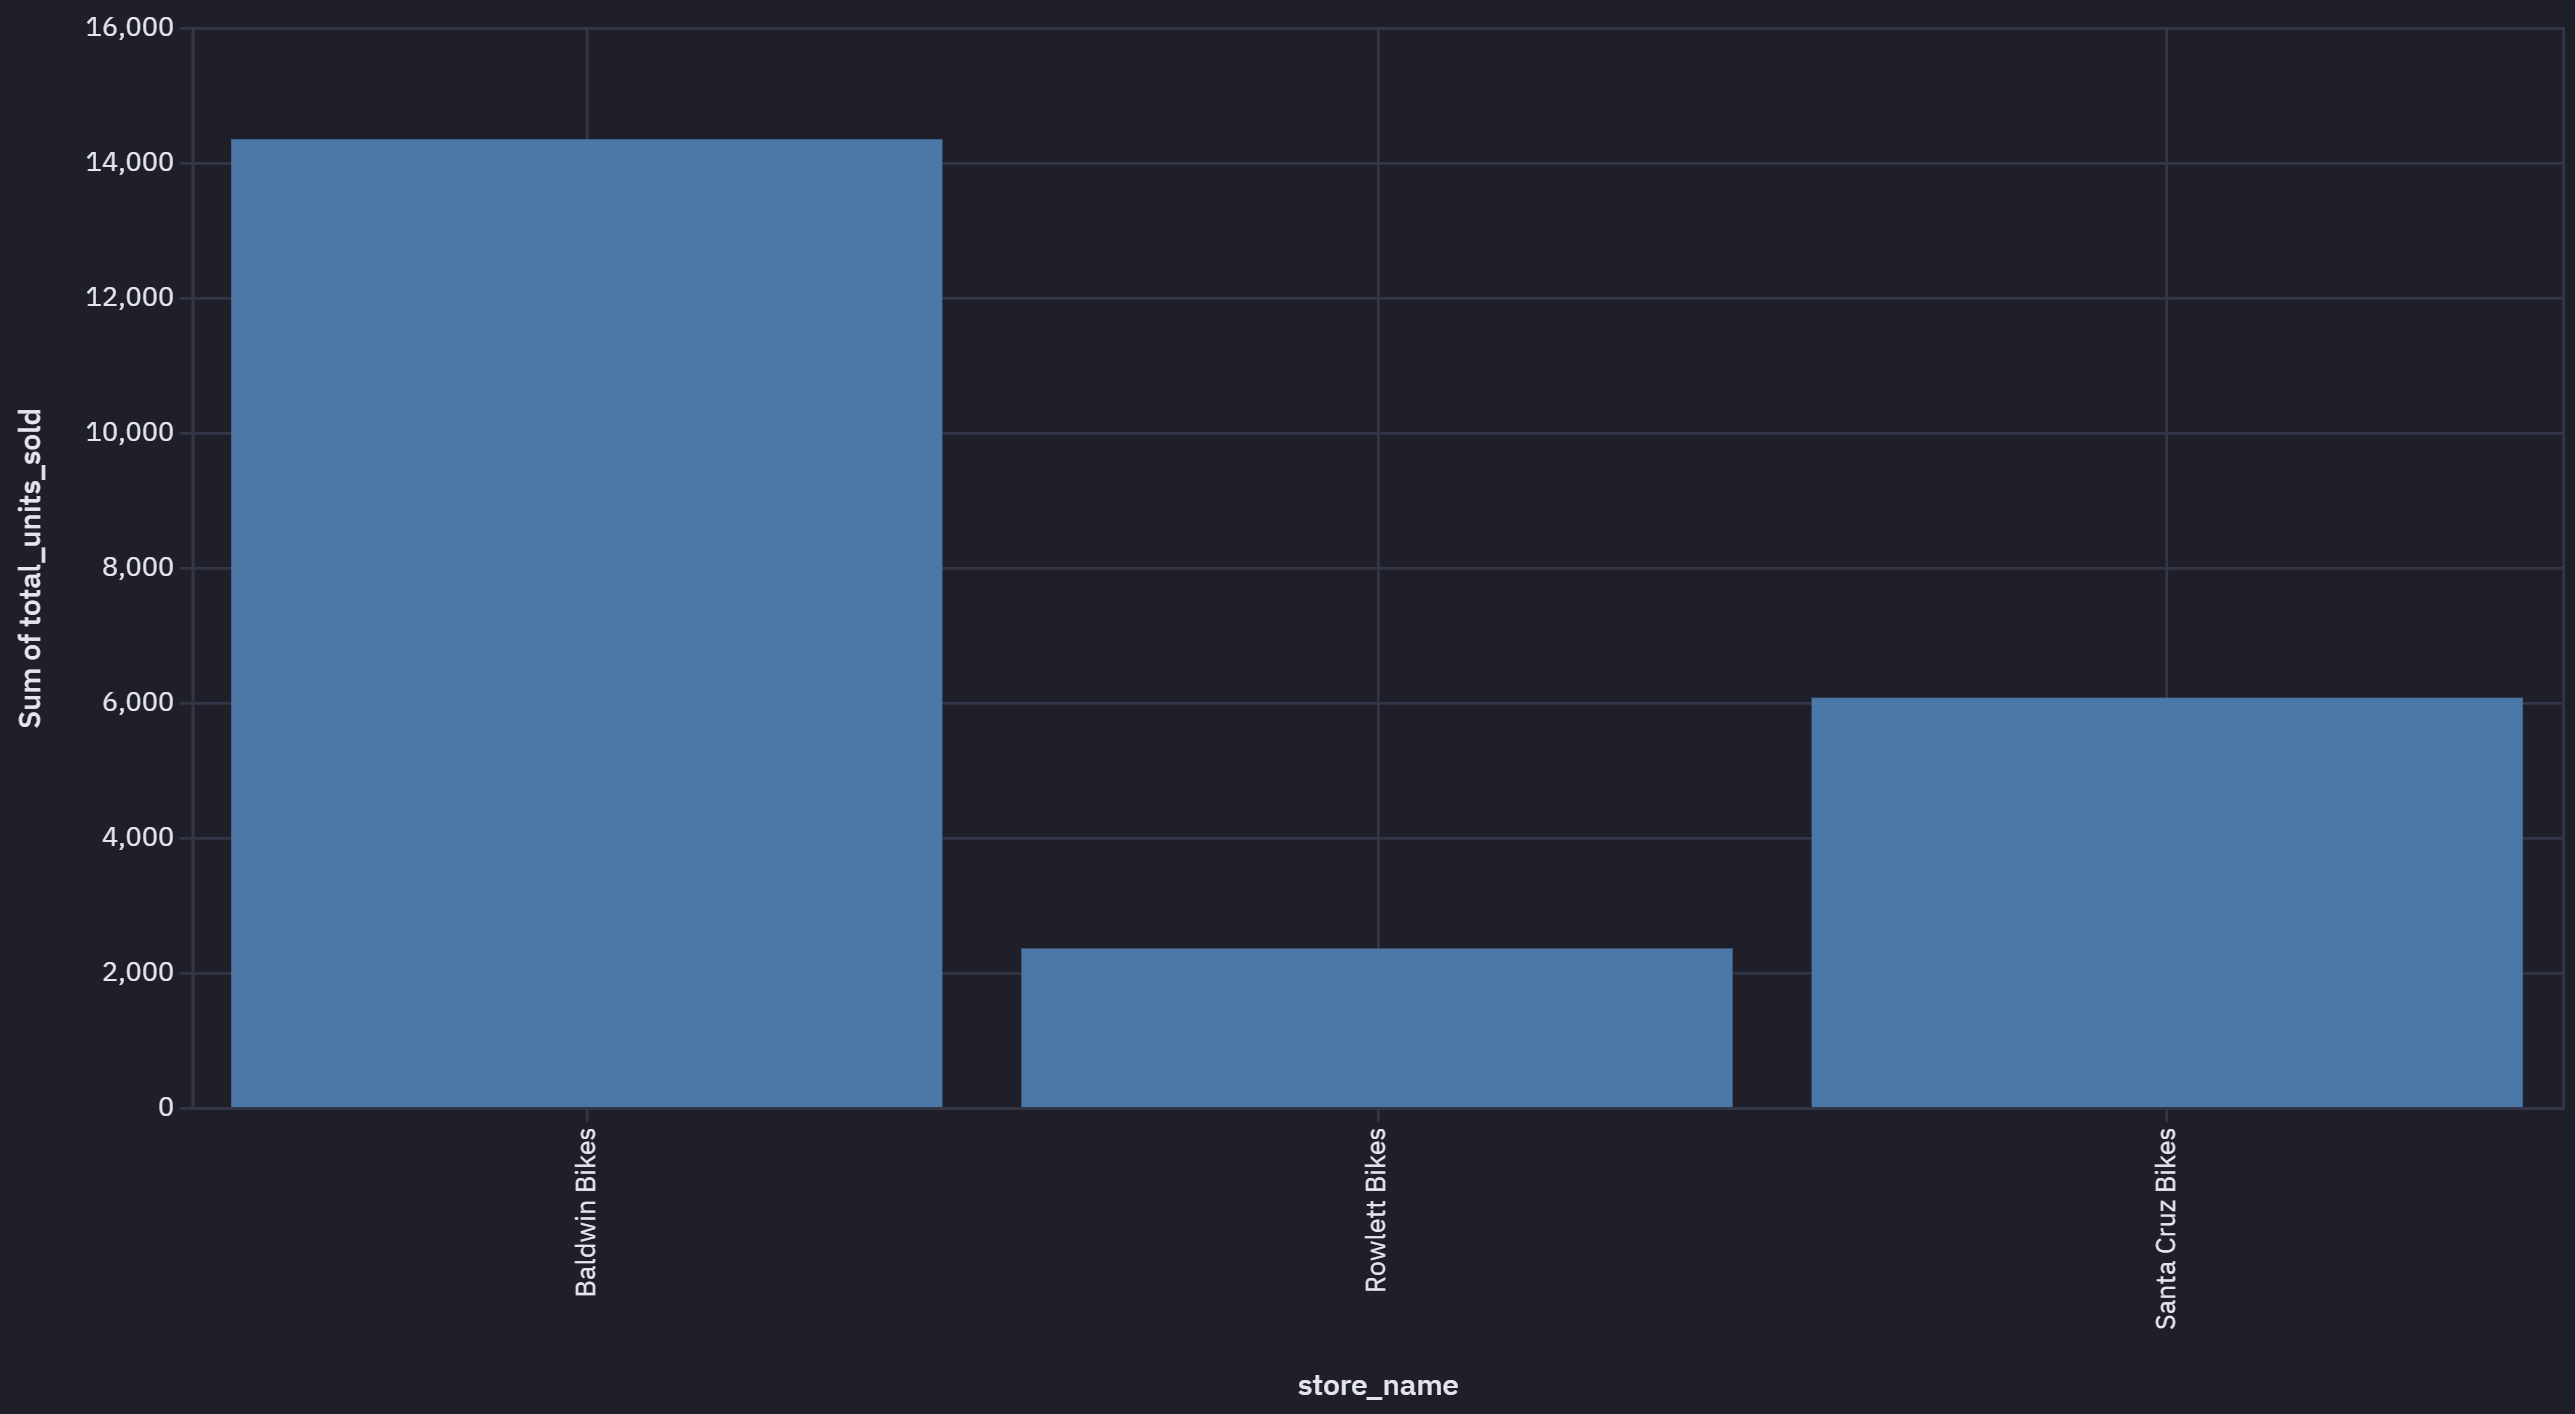 Sum of total_units_sold
16,000
14,000
12,000
10,000
8,000
6,000
4,000
2,000
0
Baldwin Bikes
Rowlett Bikes
Santa Cruz Bikes
store_name